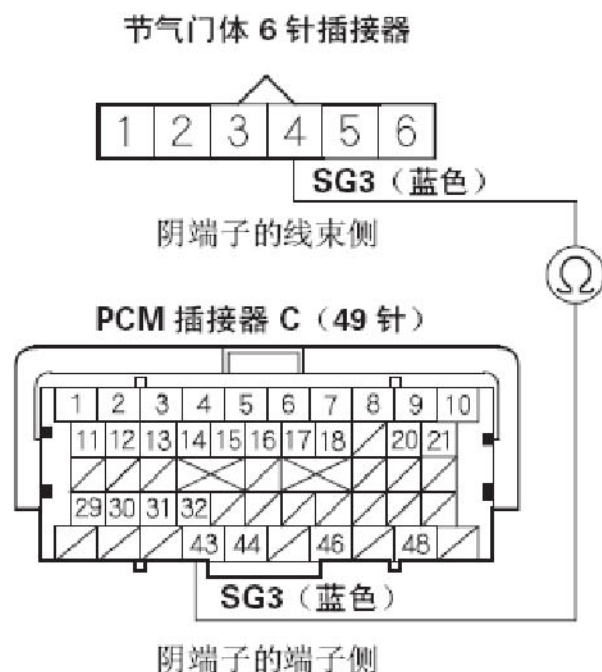 节气门体 6 针插接器
1 2 3 4 5 6
SG3（蓝色）
阴端子的线束侧
Ω
PCM 插接器 C（49 针）
1 2 3 4 5 6 7 8 9 10
11 12 13 14 15 16 17 18 20 21
29 30 31 32
43 44 46 48
SG3（蓝色）
阴端子的端子侧